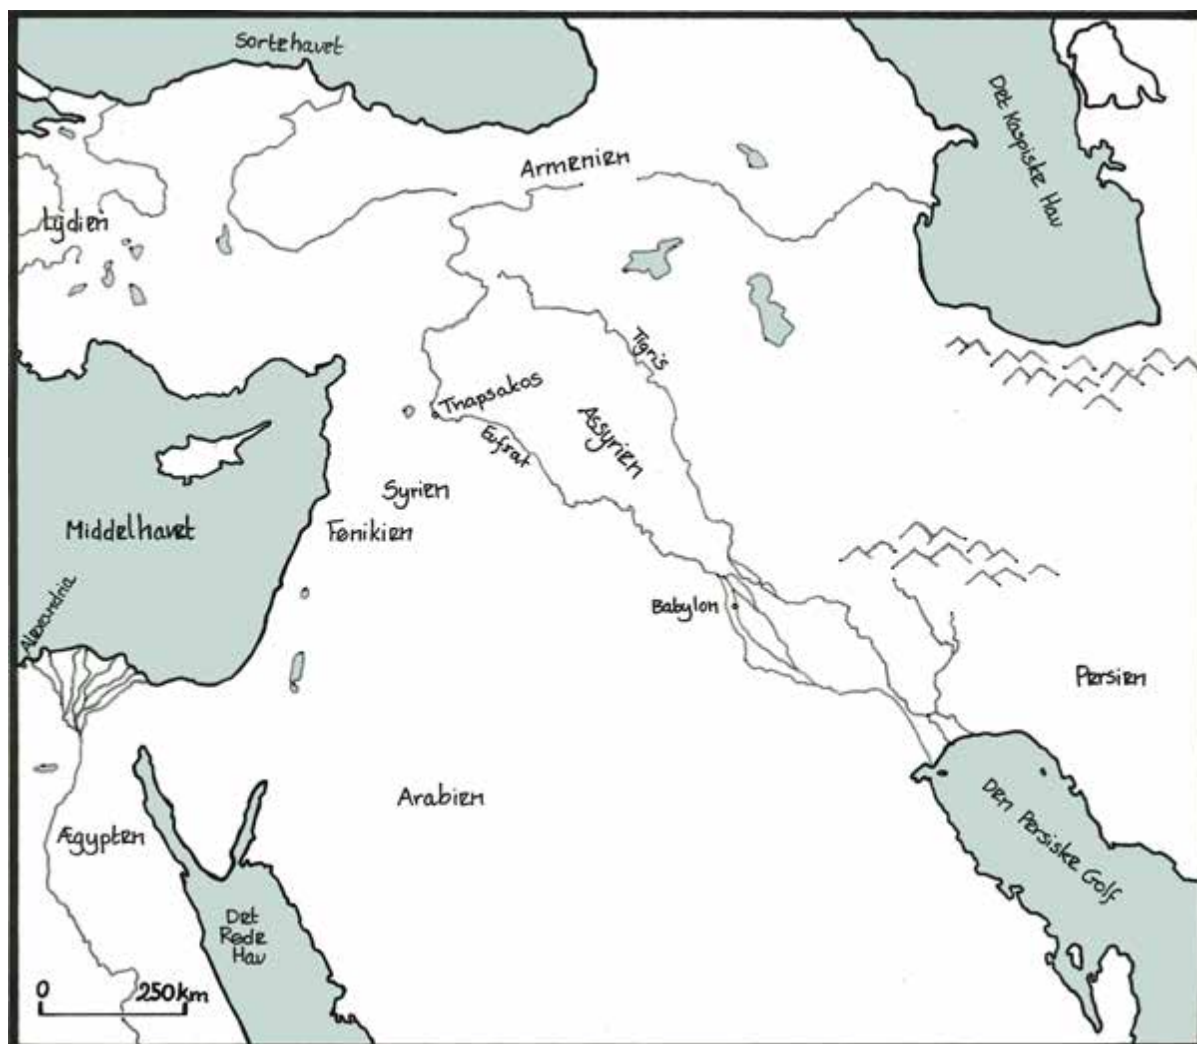 Sortehavet
Det Kaspiske Hav
Armenien
Lydien
Tigris
Thapsakos
Assyrien
Eufrat
Syrien
Middelhavet
Fønikien
Alexandria
Babylon
Persien
Arabien
Ægypten
Den Persiske Golf
Det
Røde
Hav
0 250 km